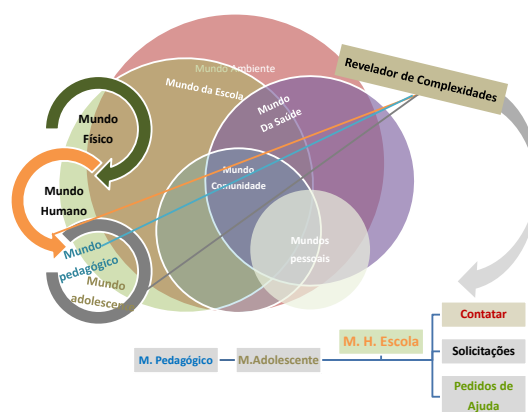 Mundo Ambiente
Mundo da Escola
Mundo
Da Saúde
Revelador de Complexidades
Mundo
Físico
Mundo
Comunidade
Mundo
Humano
Mundos
pessoais
Mundo
pedagógico
Mundo
adolescente
Contatar
M. H. Escola
M. Pedagógico
M.Adolescente
Solicitações
Pedidos de
Ajuda